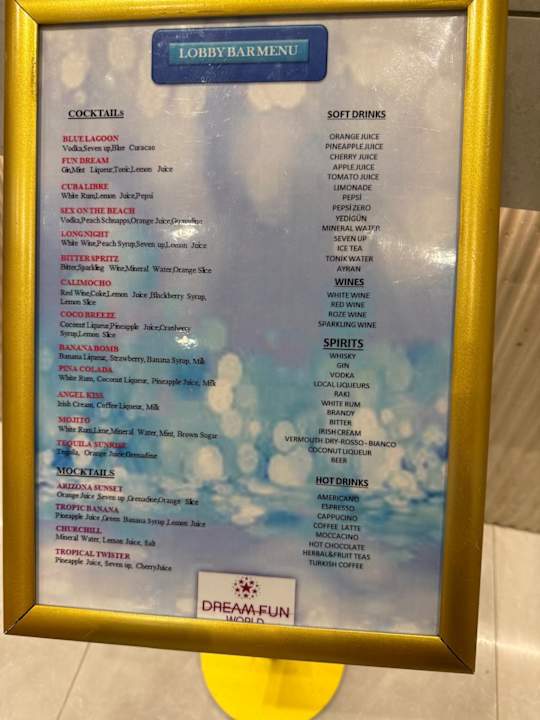 LOBBY BAR MENU
COCKTAILs
BLUE LAGOON
Vodka,Seven up,Blue Curacao
FUN DREAM
Gin,Mint Liqueur,Tonic,Lemon Juice
CUBA LIBRE
White Rum,Lemon Juice,Pepsi
SEX ON THE BEACH
Vodka,Peach Schnapps,Orange Juice,Grenadine
LONG NIGHT
White Wine,Peach Syrup,Seven up,Lemon Juice
BITTER SPRITZ
Bitter,Sparkling Wine,Mineral Water,Orange Slice
CALIMOCHO
Red Wine,Coke,Lemon Juice ,Blackberry Syrup,
Lemon Slice
COCO BREEZE
Coconut Liqueur,Pineapple Juice,Cranbery
Syrup,Lemon Slice
BANANA BOMB
Banana Liqueur, Strawberry, Banana Syrup, Milk
PINA COLADA
White Rum, Coconut Liqueur, Pineapple Juice, Milk
ANGEL KISS
Irish Cream, Coffee Liqueur, Milk
MOJITO
White Rum,Lime,Mineral Water, Mint, Brown Sugar
TEQUILA SUNRISE
Tequila, Orange Juice,Grenadine
MOCKTAILS
ARIZONA SUNSET
Orange Juice ,Seven up ,Grenadine,Orange Slice
TROPIC BANANA
Pineapple Juice ,Green Banana Syrup ,Lemon Juice
CHURCHILL
Mineral Water, Lemon Juice, Salt
TROPICAL TWISTER
Pineapple Juice, Seven up, CherryJuice
SOFT DRINKS
ORANGE JUICE
PINEAPPLE JUICE
CHERRY JUICE
APPLE JUICE
TOMATO JUICE
LIMONADE
PEPSİ
PEPSİ ZERO
YEDİGÜN
MINERAL WATER
SEVEN UP
ICE TEA
TONIK WATER
AYRAN
WINES
WHITE WINE
RED WINE
ROZE WINE
SPARKLING WINE
SPIRITS
WHISKY
GIN
VODKA
LOCAL LIQUEURS
RAKI
WHITE RUM
BRANDY
BITTER
IRISH CREAM
VERMOUTH DRY-ROSSO-BIANCO
COCONUT LIQUEUR
BEER
HOT DRINKS
AMERICANO
ESPRESSO
CAPPUCINO
COFFEE LATTE
MOCCACINO
HOT CHOCOLATE
HERBAL&FRUIT TEAS
TURKISH COFFEE
DREAM FUN
WORLD